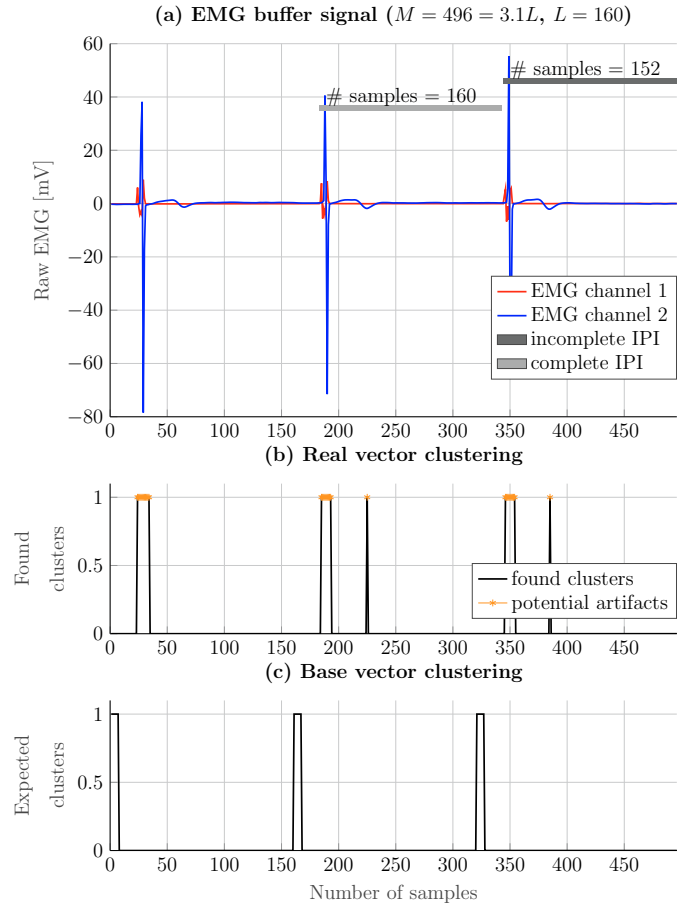 (a) EMG buffer signal (M = 496 = 3.1L, L = 160)
60
40
20
0
−20
−40
−60
−80
Raw EMG [mV]
# samples = 160
# samples = 152
EMG channel 1
EMG channel 2
incomplete IPI
complete IPI
0 50 100 150 200 250 300 350 400 450
(b) Real vector clustering
1
0.5
0
Found
clusters
found clusters
potential artifacts
0 50 100 150 200 250 300 350 400 450
(c) Base vector clustering
1
0.5
0
Expected
clusters
0 50 100 150 200 250 300 350 400 450
Number of samples